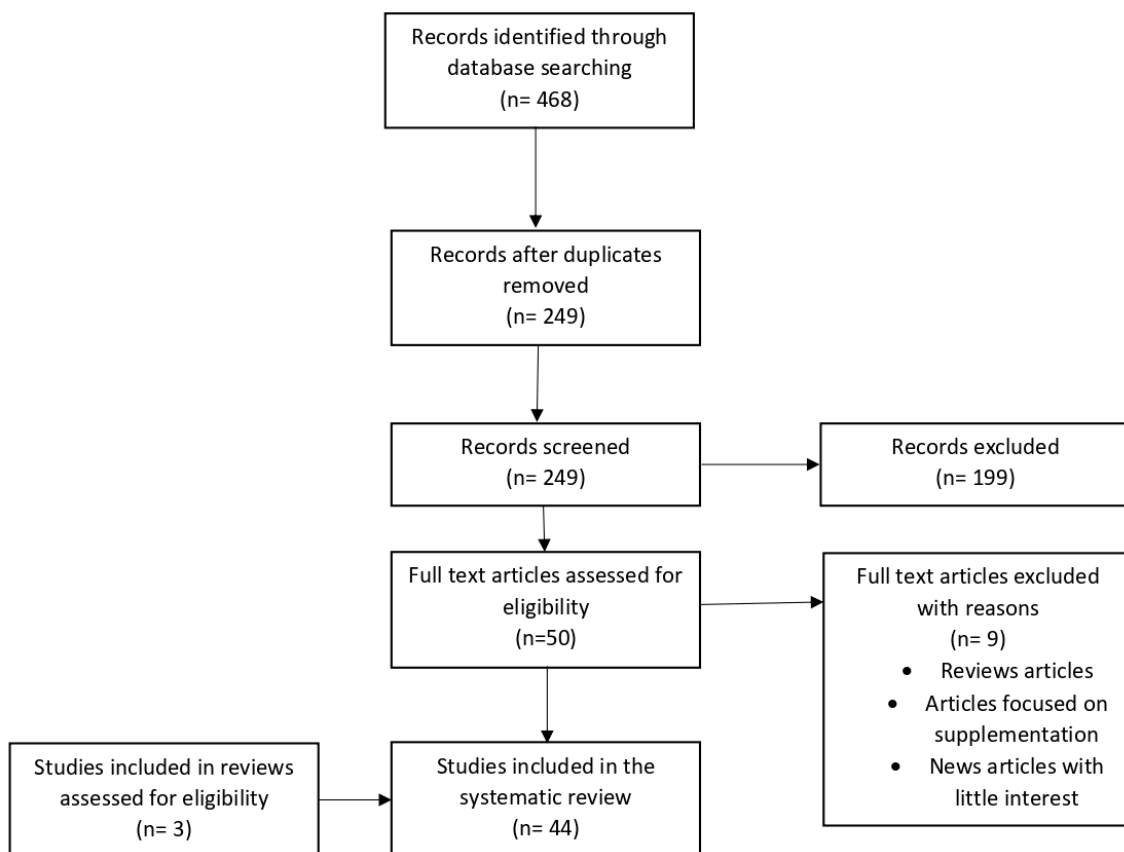 Records identified through
database searching
(n= 468)
Records after duplicates
removed
(n= 249)
Records screened
(n= 249)
Records excluded
(n= 199)
Full text articles assessed for
eligibility
(n=50)
Full text articles excluded
with reasons
(n= 9)
• Reviews articles
• Articles focused on
supplementation
• News articles with
little interest
Studies included in reviews
assessed for eligibility
(n= 3)
Studies included in the
systematic review
(n= 44)